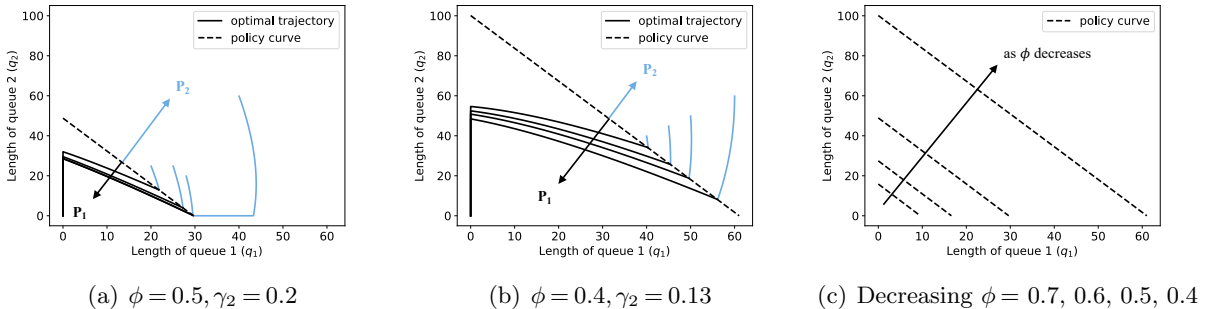 optimal trajectory
policy curve
P₂
P₁
Length of queue 2 (q₂)
100
80
60
40
20
0
0 10 20 30 40 50 60
Length of queue 1 (q₁)
(a) ϕ = 0.5, γ₂ = 0.2
optimal trajectory
policy curve
P₂
P₁
Length of queue 2 (q₂)
100
80
60
40
20
0
0 10 20 30 40 50 60
Length of queue 1 (q₁)
(b) ϕ = 0.4, γ₂ = 0.13
policy curve
as ϕ decreases
Length of queue 2 (q₂)
100
80
60
40
20
0
0 10 20 30 40 50 60
Length of queue 1 (q₁)
(c) Decreasing ϕ = 0.7, 0.6, 0.5, 0.4